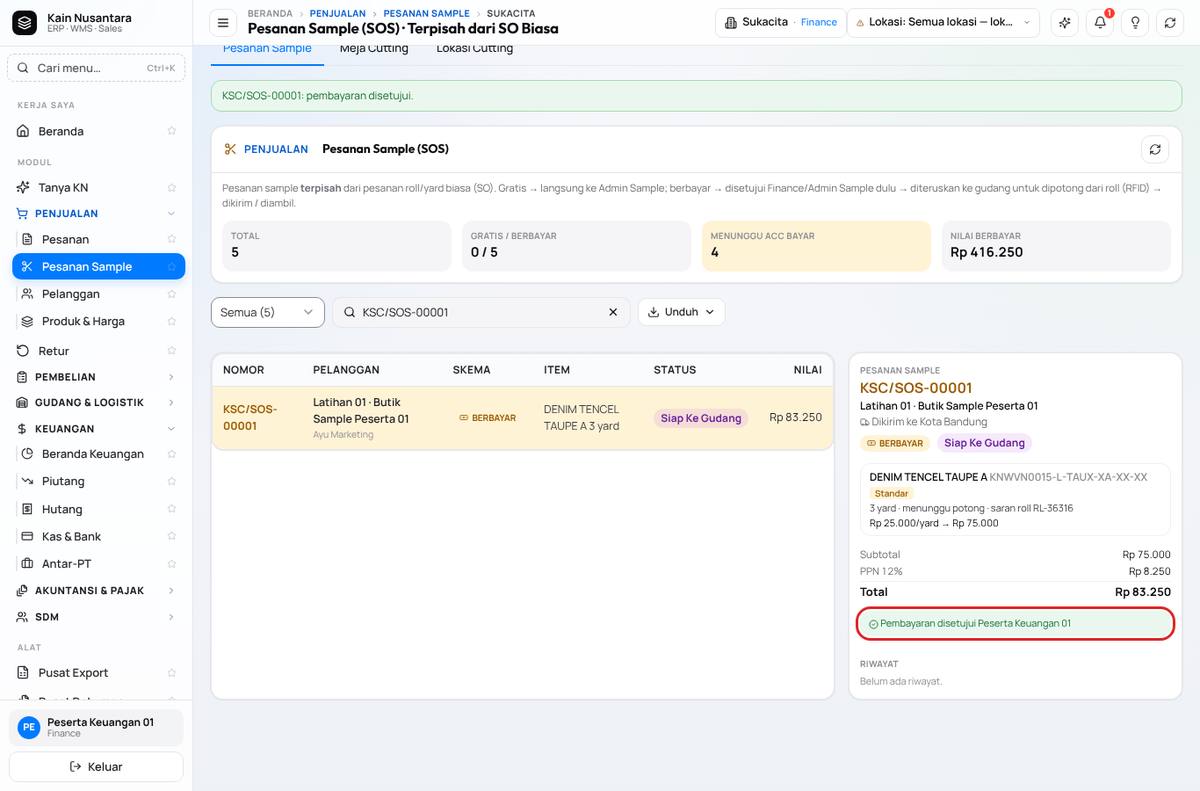 Kain Nusantara
ERP · WMS · Sales
Cari menu...
Ctrl+K
KERJA SAYA
Beranda
MODUL
Tanya KN
PENJUALAN
Pesanan
Pesanan Sample
Pelanggan
Produk & Harga
Retur
PEMBELIAN
GUDANG & LOGISTIK
KEUANGAN
Beranda Keuangan
Piutang
Hutang
Kas & Bank
Antar-PT
AKUNTANSI & PAJAK
SDM
ALAT
Pusat Export
PE
Peserta Keuangan 01
Finance
Keluar
BERANDA > PENJUALAN > PESANAN SAMPLE > SUKACITA
Pesanan Sample (SOS) · Terpisah dari SO Biasa
Sukacita · Finance
Lokasi: Semua lokasi — lok...
1
Pesanan Sample
Meja Cutting
Lokasi Cutting
KSC/SOS-00001: pembayaran disetujui.
PENJUALAN
Pesanan Sample (SOS)
Pesanan sample terpisah dari pesanan roll/yard biasa (SO). Gratis → langsung ke Admin Sample; berbayar → disetujui Finance/Admin Sample dulu → diteruskan ke gudang untuk dipotong dari roll (RFID) →
dikirim / diambil.
TOTAL
5
GRATIS / BERBAYAR
0 / 5
MENUNGGU ACC BAYAR
4
NILAI BERBAYAR
Rp 416.250
Semua (5)
KSC/SOS-00001
Unduh
NOMOR PELANGGAN SKEMA ITEM STATUS NILAI
KSC/SOS-
00001
Latihan 01 · Butik
Sample Peserta 01
Ayu Marketing
BERBAYAR
DENIM TENCEL
TAUPE A 3 yard
Siap Ke Gudang
Rp 83.250
PESANAN SAMPLE
KSC/SOS-00001
Latihan 01 · Butik Sample Peserta 01
Dikirim ke Kota Bandung
BERBAYAR
Siap Ke Gudang
DENIM TENCEL TAUPE A KNWVN0015-L-TAUX-XA-XX-XX
Standar
3 yard · menunggu potong · saran roll RL-36316
Rp 25.000/yard → Rp 75.000
Subtotal Rp 75.000
PPN 12% Rp 8.250
Total Rp 83.250
Pembayaran disetujui Peserta Keuangan 01
RIWAYAT
Belum ada riwayat.